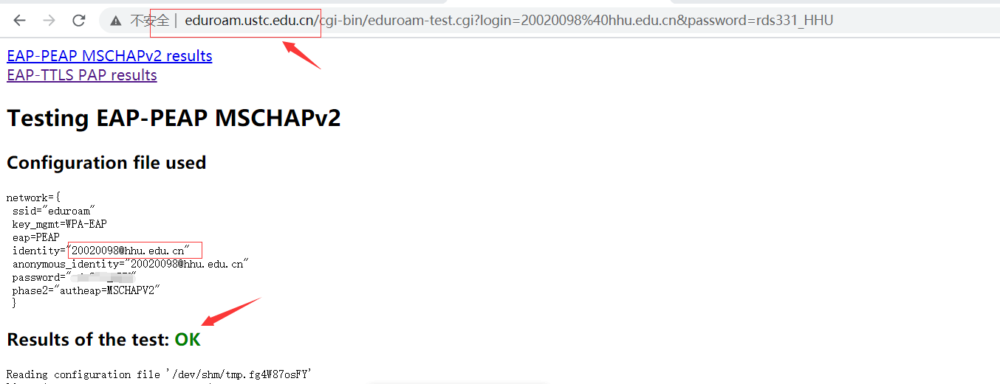 不安全 | eduroam.ustc.edu.cn/cgi-bin/eduroam-test.cgi?login=20020098%40hhu.edu.cn&password=rds331_HHU
EAP-PEAP MSCHAPv2 results
EAP-TTLS PAP results
Testing EAP-PEAP MSCHAPv2
Configuration file used
network={
ssid="eduroam"
key_mgmt=WPA-EAP
eap=PEAP
identity="20020098@hhu.edu.cn"
anonymous_identity="20020098@hhu.edu.cn"
password=" "
phase2="autheap=MSCHAPV2"
}
Results of the test: OK
Reading configuration file '/dev/shm/tmp.fg4W87osFY'